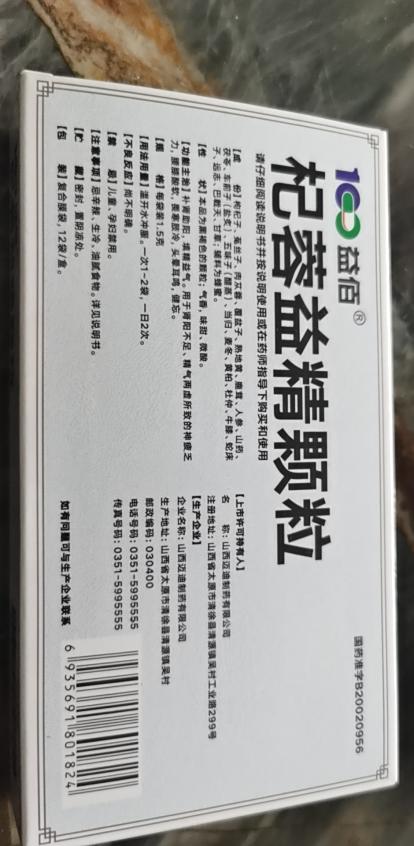 100 益佰®
国药准字B20020956
杞蓉益精颗粒
请仔细阅读说明书并按说明使用或在药师指导下购买和使用
【成 份】枸杞子、菟丝子、肉苁蓉、覆盆子、熟地黄、鹿茸、人参、山药、
茯苓、车前子(盐炙)、五味子(醋蒸)、当归、麦冬、黄柏、杜仲、牛膝、蛇床
子、远志、巴戟天、甘草;辅料为蜂蜜。
【性 状】本品为黑褐色的颗粒;气香,味甜、微酸。
【功能主治】补肾助阳,填精益气。用于肾阳不足、精气两虚所致的神疲乏
力,腰膝酸软,畏寒肢冷,头晕耳鸣,健忘。
【规 格】每袋装1.5克
【用法用量】温开水冲服。一次1~2袋,一日2次。
【不良反应】尚不明确。
【禁 忌】儿童、孕妇禁用。
【注意事项】忌辛辣、生冷、油腻食物。详见说明书。
【贮 藏】密封,置阴凉处。
【包 装】复合膜袋,12袋/盒。
【上市许可持有人】
名 称:山西迈迪制药有限公司
注册地址:山西省太原市清徐县清源镇吴村工业路299号
【生产企业】
企业名称:山西迈迪制药有限公司
生产地址:山西省太原市清徐县清源镇吴村
邮政编码:030400
电话号码:0351-5995555
传真号码:0351-5995555
如有问题可与生产企业联系
6 935691 801824